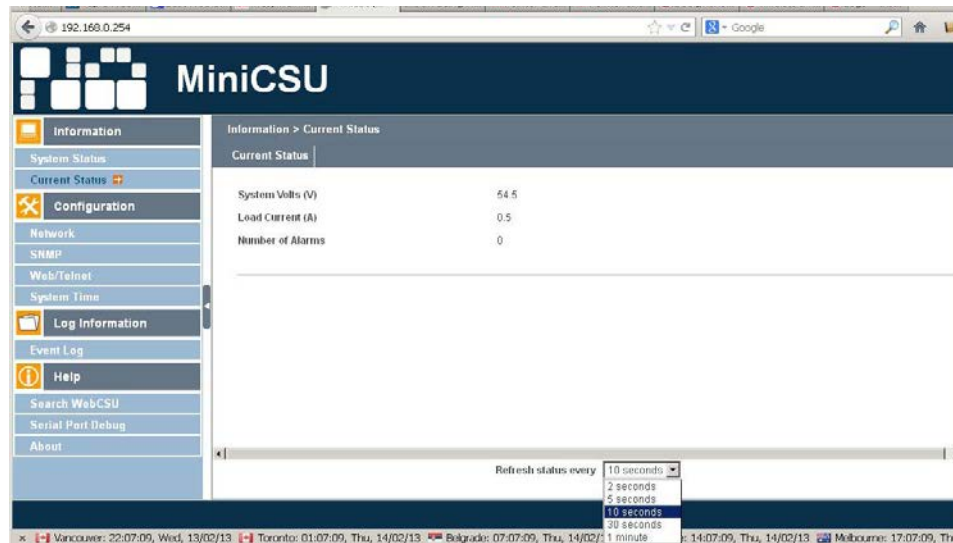 192.168.0.254
Google
MiniCSU
Information
System Status
Current Status
Configuration
Network
SNMP
Web/Telnet
System Time
Log Information
Event Log
Help
Search WebCSU
Serial Port Debug
About
Information > Current Status
Current Status
System Volts (V) 54.5
Load Current (A) 0.5
Number of Alarms 0
Refresh status every 10 seconds
2 seconds
5 seconds
10 seconds
30 seconds
1 minute
Vancouver: 22:07:09, Wed, 13/02/13 Toronto: 01:07:09, Thu, 14/02/13 Belgrade: 07:07:09, Thu, 14/02/ : 14:07:09, Thu, 14/02/13 Melbourne: 17:07:09, Th